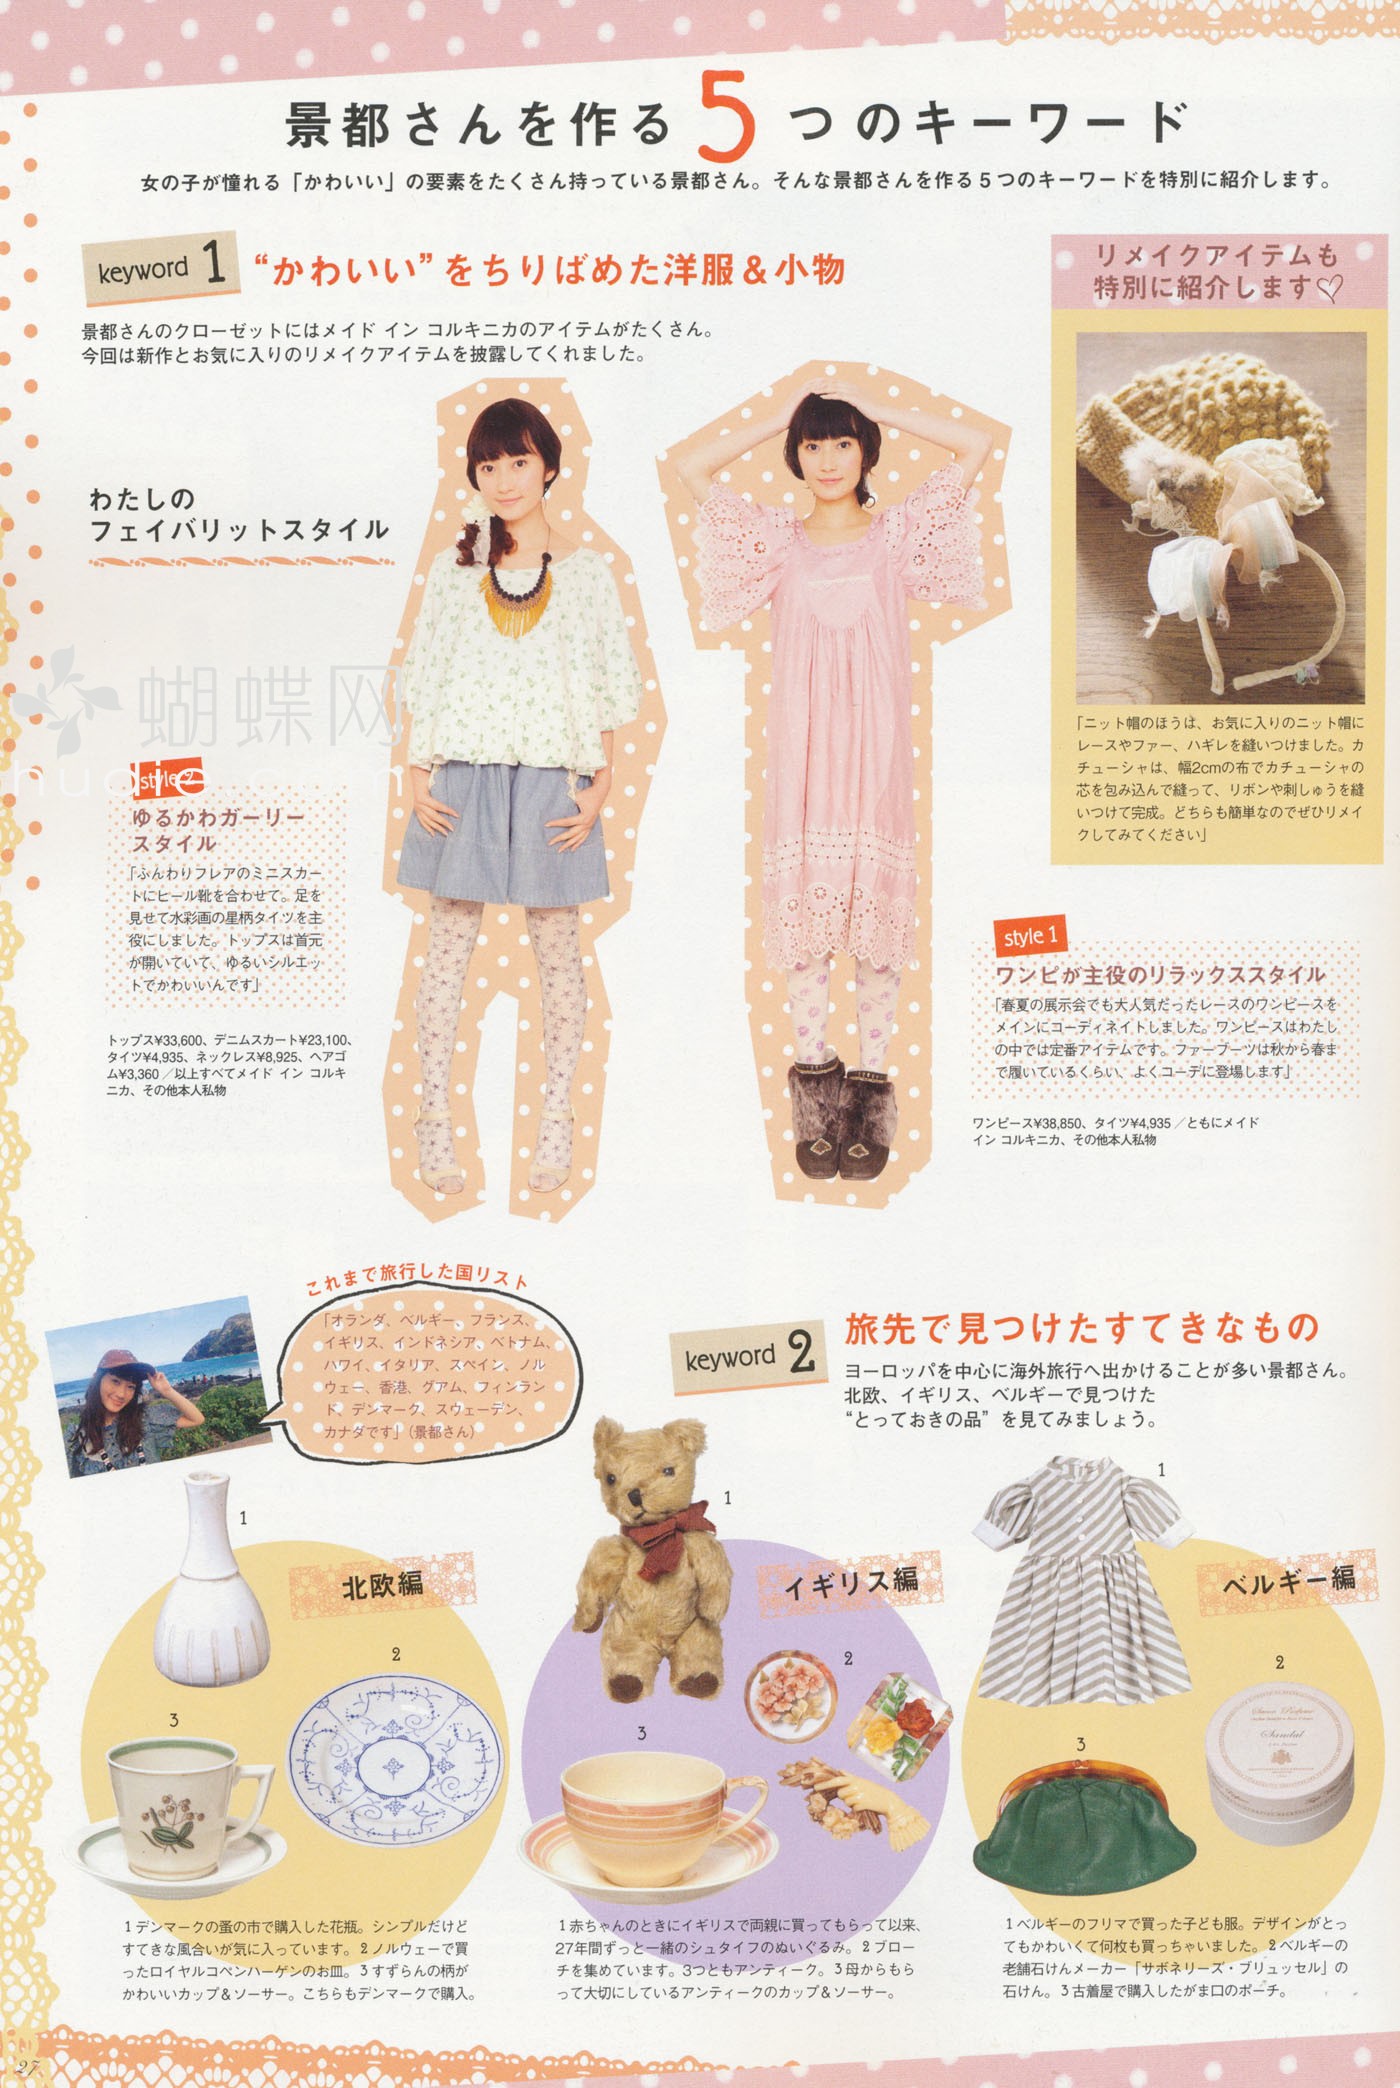 景都さんを作る5つのキーワード
女の子が憧れる「かわいい」の要素をたくさん持っている景都さん。そんな景都さんを作る5つのキーワードを特別に紹介します。
keyword 1
“かわいい”をちりばめた洋服＆小物
景都さんのクローゼットにはメイド イン コルキニカのアイテムがたくさん。
今回は新作とお気に入りのリメイクアイテムを披露してくれました。
わたしの
フェイバリットスタイル
リメイクアイテムも
特別に紹介します♡
「ニット帽のほうは、お気に入りのニット帽に
レースやファー、ハギレを縫いつけました。カ
チューシャは、幅2cmの布でカチューシャの
芯を包み込んで縫って、リボンや刺しゅうを縫
いつけて完成。どちらも簡単なのでぜひリメイ
クしてみてください」
蝴蝶网
hudie.com
style 2
ゆるかわガーリー
スタイル
「ふんわりフレアのミニスカー
トにヒール靴を合わせて。足を
見せて水彩画の星柄タイツを主
役にしました。トップスは首元
が開いていて、ゆるいシルエッ
トでかわいいんです」
トップス¥33,600、デニムスカート¥23,100、
タイツ¥4,935、ネックレス¥8,925、ヘアゴ
ム¥3,360／以上すべてメイド イン コルキ
ニカ、その他本人私物
style 1
ワンピが主役のリラックススタイル
「春夏の展示会でも大人気だったレースのワンピースを
メインにコーディネイトしました。ワンピースはわたし
の中では定番アイテムです。ファーブーツは秋から春ま
で履いているくらい、よくコーデに登場します」
ワンピース¥38,850、タイツ¥4,935／ともにメイド
イン コルキニカ、その他本人私物
これまで旅行した国リスト
「オランダ、ベルギー、フランス、
イギリス、インドネシア、ベトナム、
ハワイ、イタリア、スペイン、ノル
ウェー、香港、グアム、フィンラン
ド、デンマーク、スウェーデン、
カナダです」（景都さん）
keyword 2
旅先で見つけたすてきなもの
ヨーロッパを中心に海外旅行へ出かけることが多い景都さん。
北欧、イギリス、ベルギーで見つけた
“とっておきの品”を見てみましょう。
北欧編
1
2
3
1デンマークの蚤の市で購入した花瓶。シンプルだけど
すてきな風合いが気に入っています。2ノルウェーで買
ったロイヤルコペンハーゲンのお皿。3すずらんの柄が
かわいいカップ＆ソーサー。こちらもデンマークで購入。
イギリス編
1
2
3
1赤ちゃんのときにイギリスで両親に買ってもらって以来、
27年間ずっと一緒のシュタイフのぬいぐるみ。2ブロー
チを集めています。3つともアンティーク。3母からもら
って大切にしているアンティークのカップ＆ソーサー。
ベルギー編
1
2
3
Savon Parfume
Sandal
1ベルギーのフリマで買った子ども服。デザインがとっ
てもかわいくて何枚も買っちゃいました。2ベルギーの
老舗石けんメーカー「サボネリーズ・ブリュッセル」の
石けん。3古着屋で購入したがま口のポーチ。
27